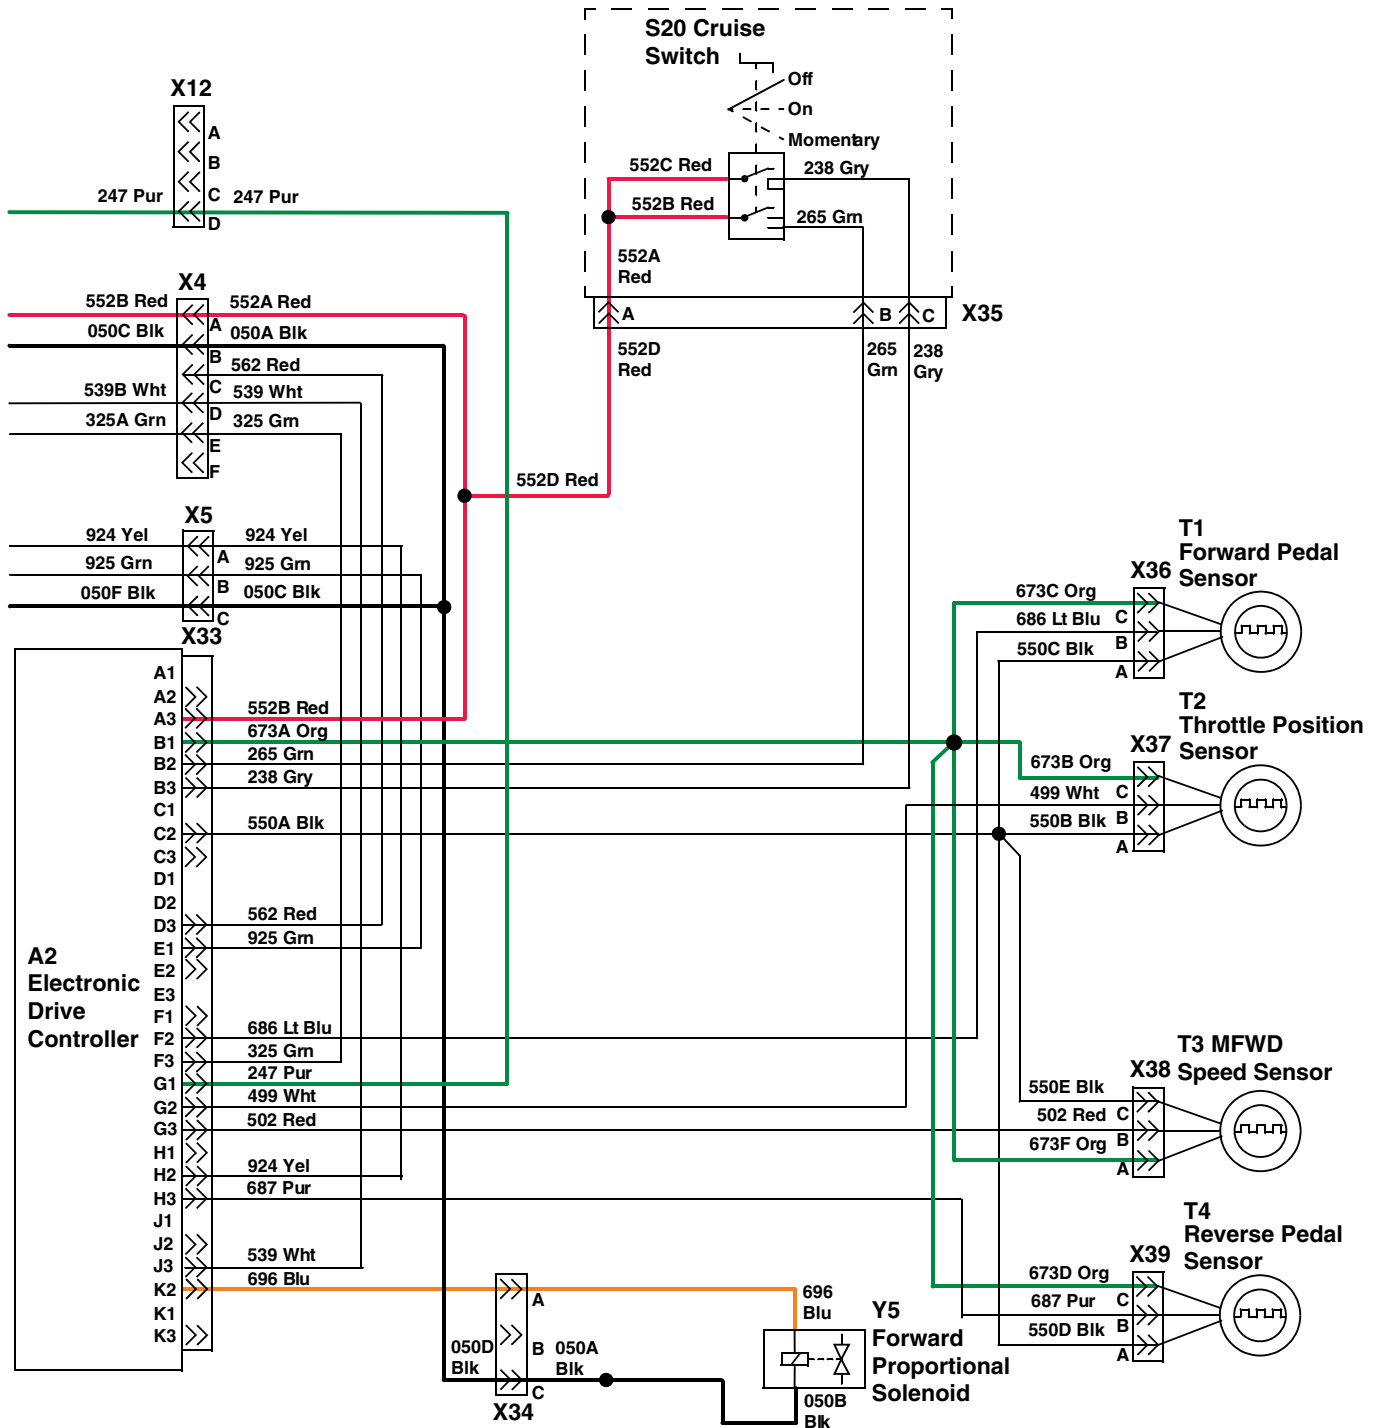 S20 Cruise
Switch
Off
On
Momentary
552C Red
238 Gry
552B Red
265 Grn
552A
Red
A
B
C
X35
552D
Red
265
Grn
238
Gry
X12
A
B
C
D
247 Pur
247 Pur
X4
552B Red
552A Red
A
050C Blk
050A Blk
B
562 Red
C
539B Wht
539 Wht
D
325A Grn
325 Grn
E
F
552D Red
X5
924 Yel
924 Yel
A
925 Grn
925 Grn
B
050F Blk
050C Blk
C
X33
A1
A2
A3
552B Red
B1
673A Org
B2
265 Grn
B3
238 Gry
C1
C2
550A Blk
C3
D1
D2
D3
562 Red
E1
925 Grn
E2
E3
F1
F2
686 Lt Blu
F3
325 Grn
G1
247 Pur
G2
499 Wht
G3
502 Red
H1
H2
924 Yel
H3
687 Pur
J1
J2
J3
539 Wht
K2
696 Blu
K1
K3
A2
Electronic
Drive
Controller
T1
Forward Pedal
Sensor
X36
673C Org
C
686 Lt Blu
B
550C Blk
A
T2
Throttle Position
Sensor
X37
673B Org
C
499 Wht
B
550B Blk
A
T3 MFWD
Speed Sensor
X38
550E Blk
C
502 Red
B
673F Org
A
T4
Reverse Pedal
Sensor
X39
673D Org
C
687 Pur
B
550D Blk
A
A
B
C
050D
Blk
050A
Blk
X34
696
Blu
Y5
Forward
Proportional
Solenoid
050B
Blk